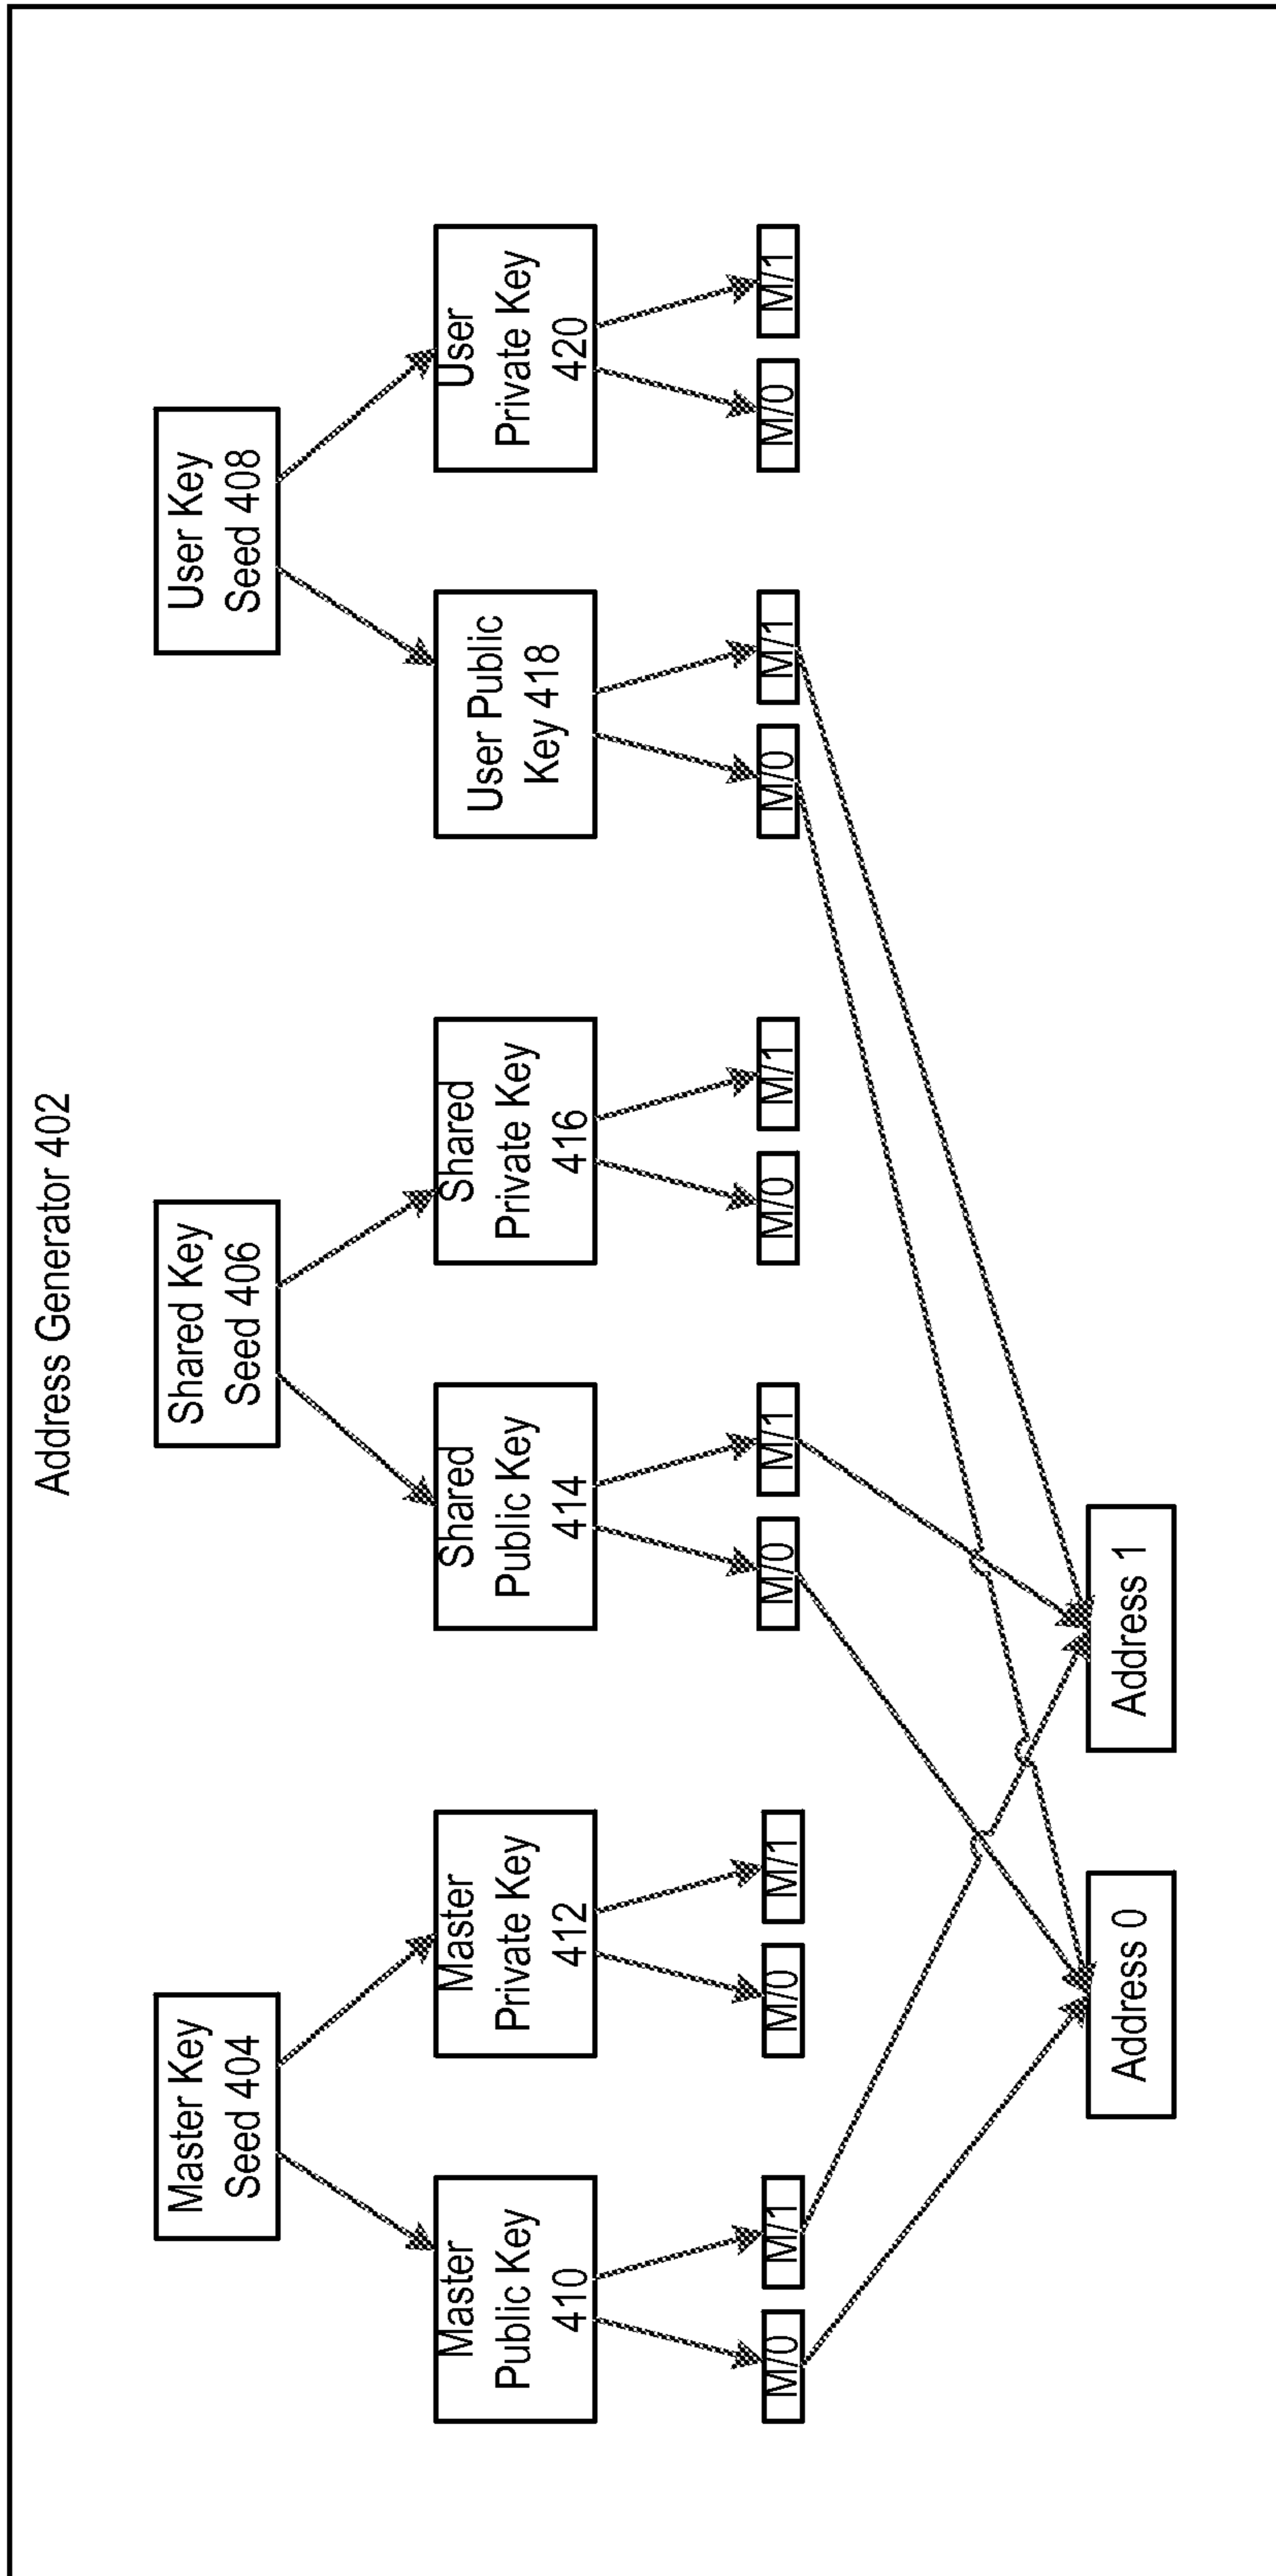 Address Generator 402
Master Key
Seed 404
Shared Key
Seed 406
User Key
Seed 408
Master
Public Key
410
Master
Private Key
412
Shared
Public Key
414
Shared
Private Key
416
User Public
Key 418
User
Private Key
420
M/0
M/1
M/0
M/1
M/0
M/1
M/0
M/1
M/0
M/1
M/0
M/1
Address 0
Address 1